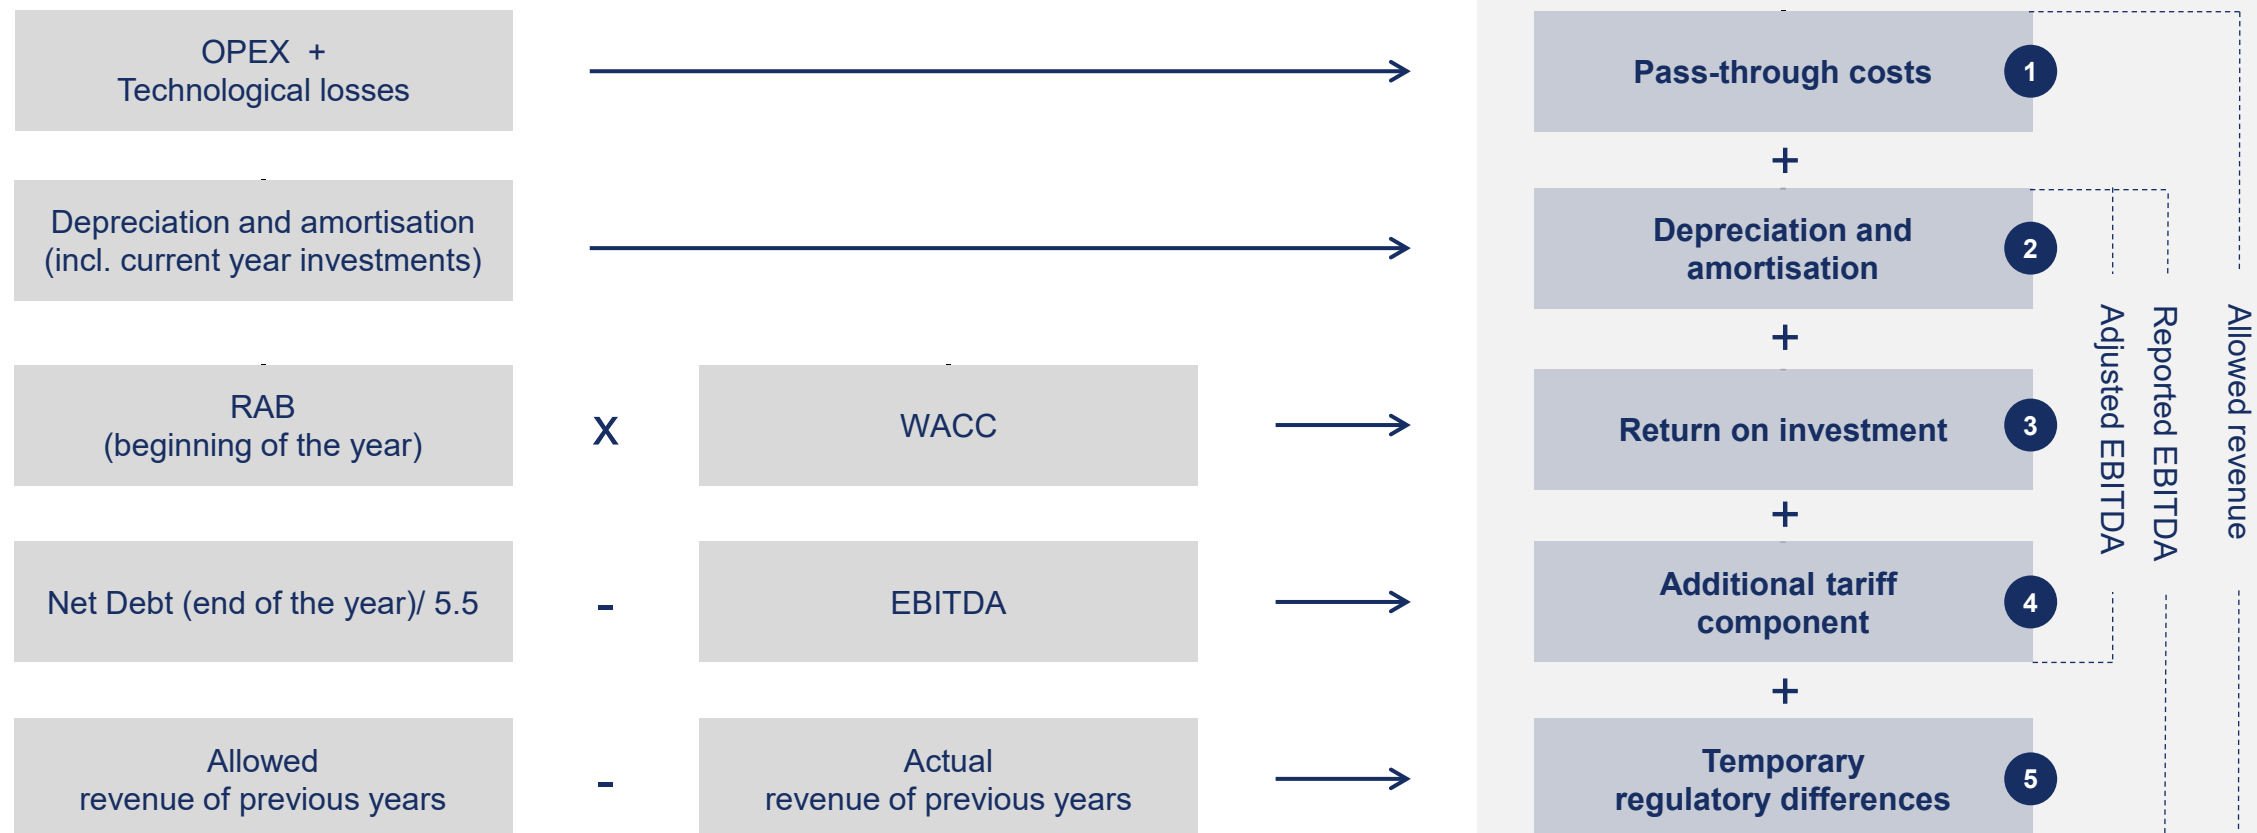 OPEX +
Technological losses
Pass-through costs
1
+
Depreciation and amortisation
(incl. current year investments)
Depreciation and
amortisation
2
+
RAB
(beginning of the year)
x
WACC
Return on investment
3
+
Net Debt (end of the year)/ 5.5
-
EBITDA
Additional tariff
component
4
+
Allowed
revenue of previous years
-
Actual
revenue of previous years
Temporary
regulatory differences
5
Adjusted EBITDA
Reported EBITDA
Allowed revenue